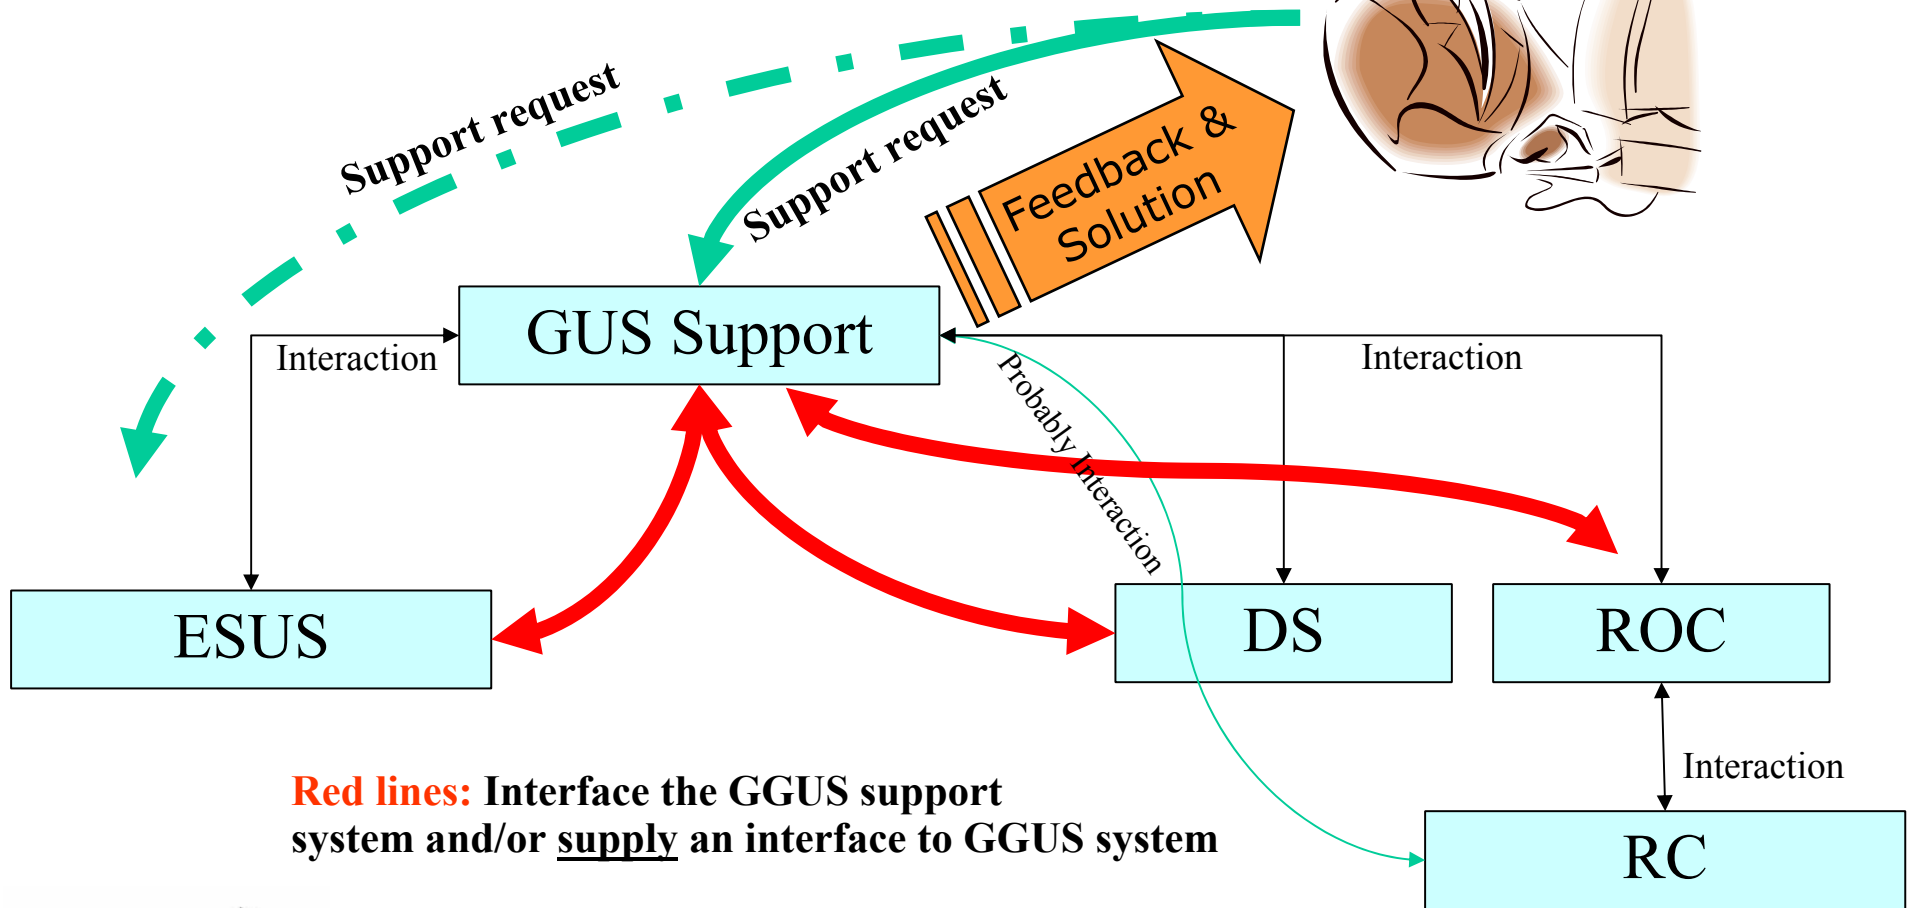 Support request
Support request
Feedback &
Solution
GUS Support
Interaction
Interaction
Probably Interaction
ESUS
DS
ROC
Interaction
Red lines: Interface the GGUS support
system and/or supply an interface to GGUS system
RC